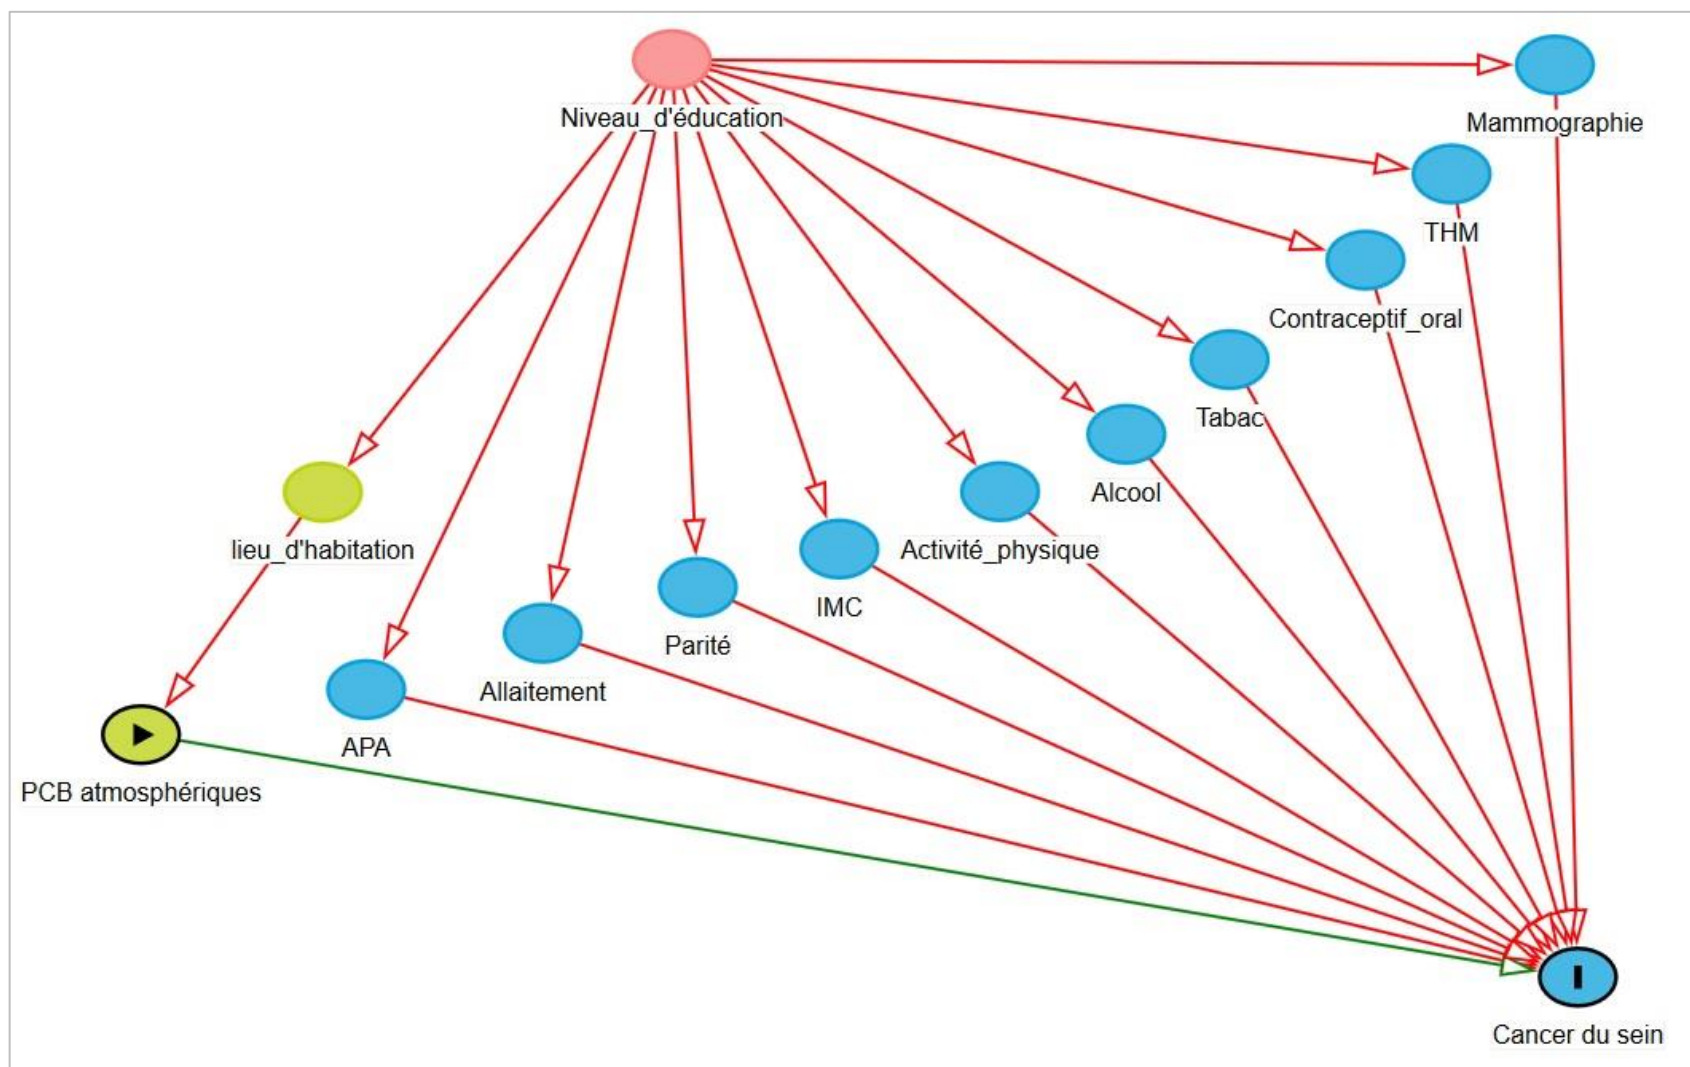 Niveau_d'éducation
Mammographie
THM
Contraceptif_oral
Tabac
Alcool
lieu_d'habitation
Activité_physique
IMC
Parité
Allaitement
APA
PCB atmosphériques
Cancer du sein